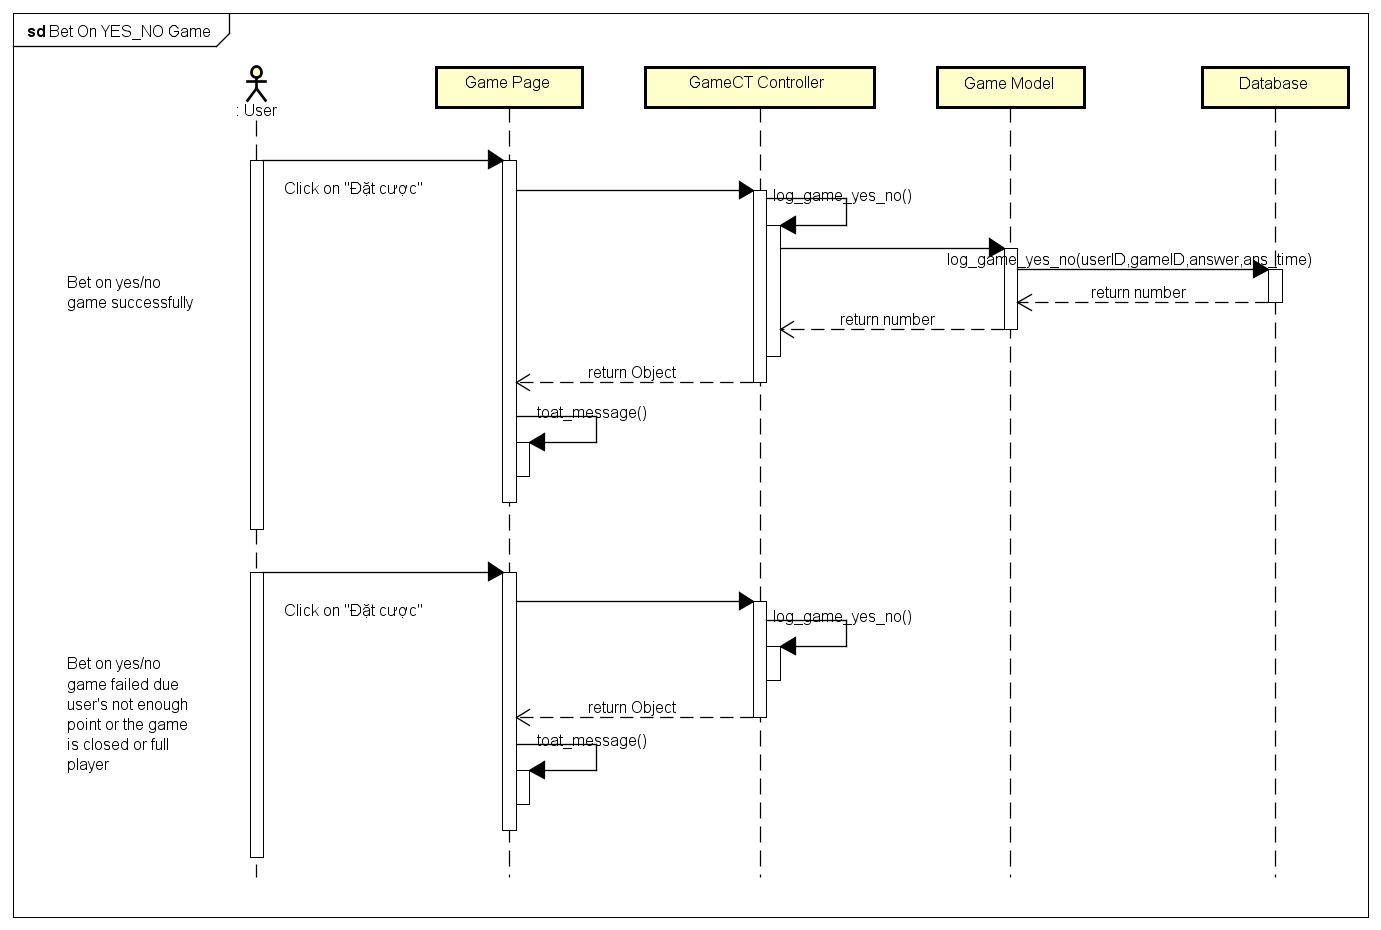 sd Bet On YES_NO Game
: User
Game Page
GameCT Controller
Game Model
Database
Click on "Đặt cược"
log_game_yes_no()
log_game_yes_no(userID,gameID,answer,ans_time)
Bet on yes/no
game successfully
return number
return number
return Object
toat_message()
Click on "Đặt cược"
log_game_yes_no()
Bet on yes/no
game failed due
user's not enough
point or the game
is closed or full
player
return Object
toat_message()